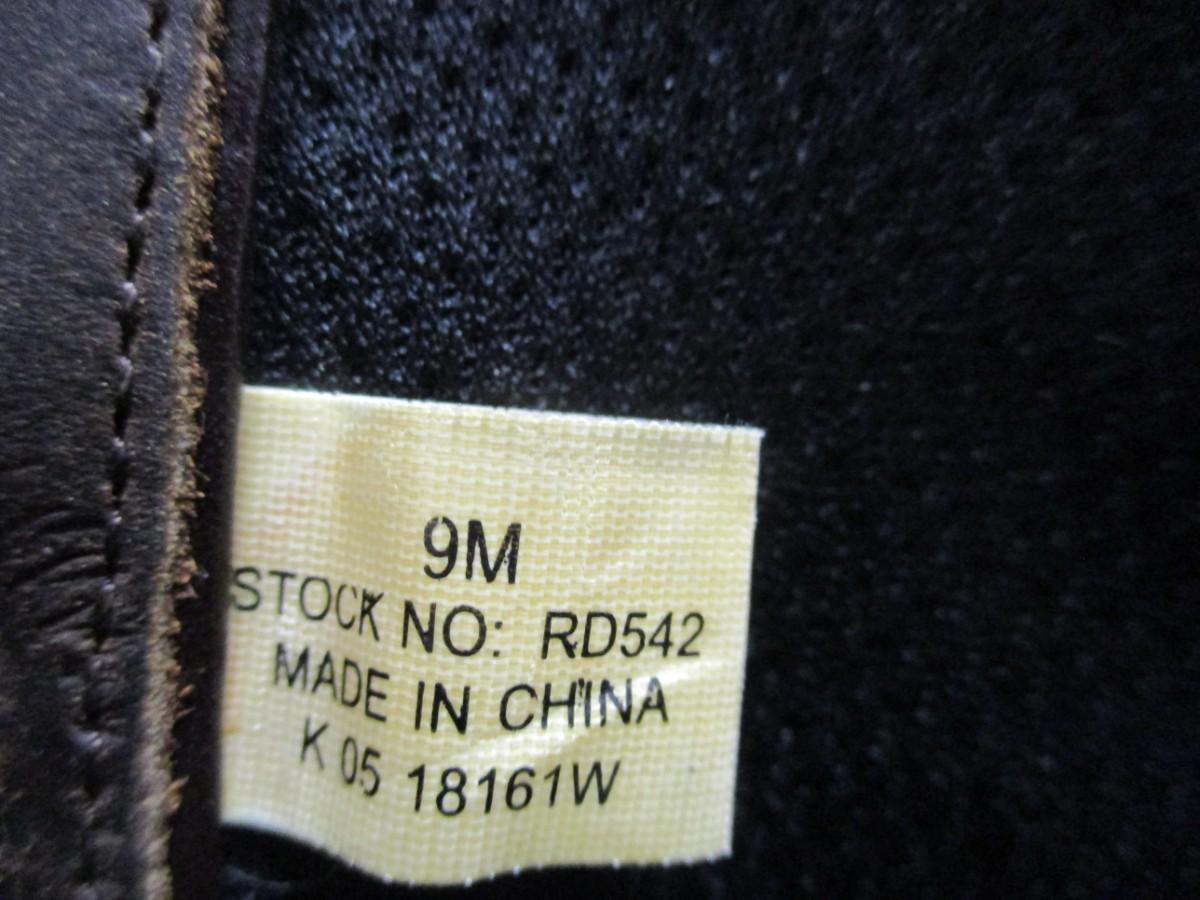 9M
STOCK NO: RD542
MADE IN CHINA
K 05 18161W